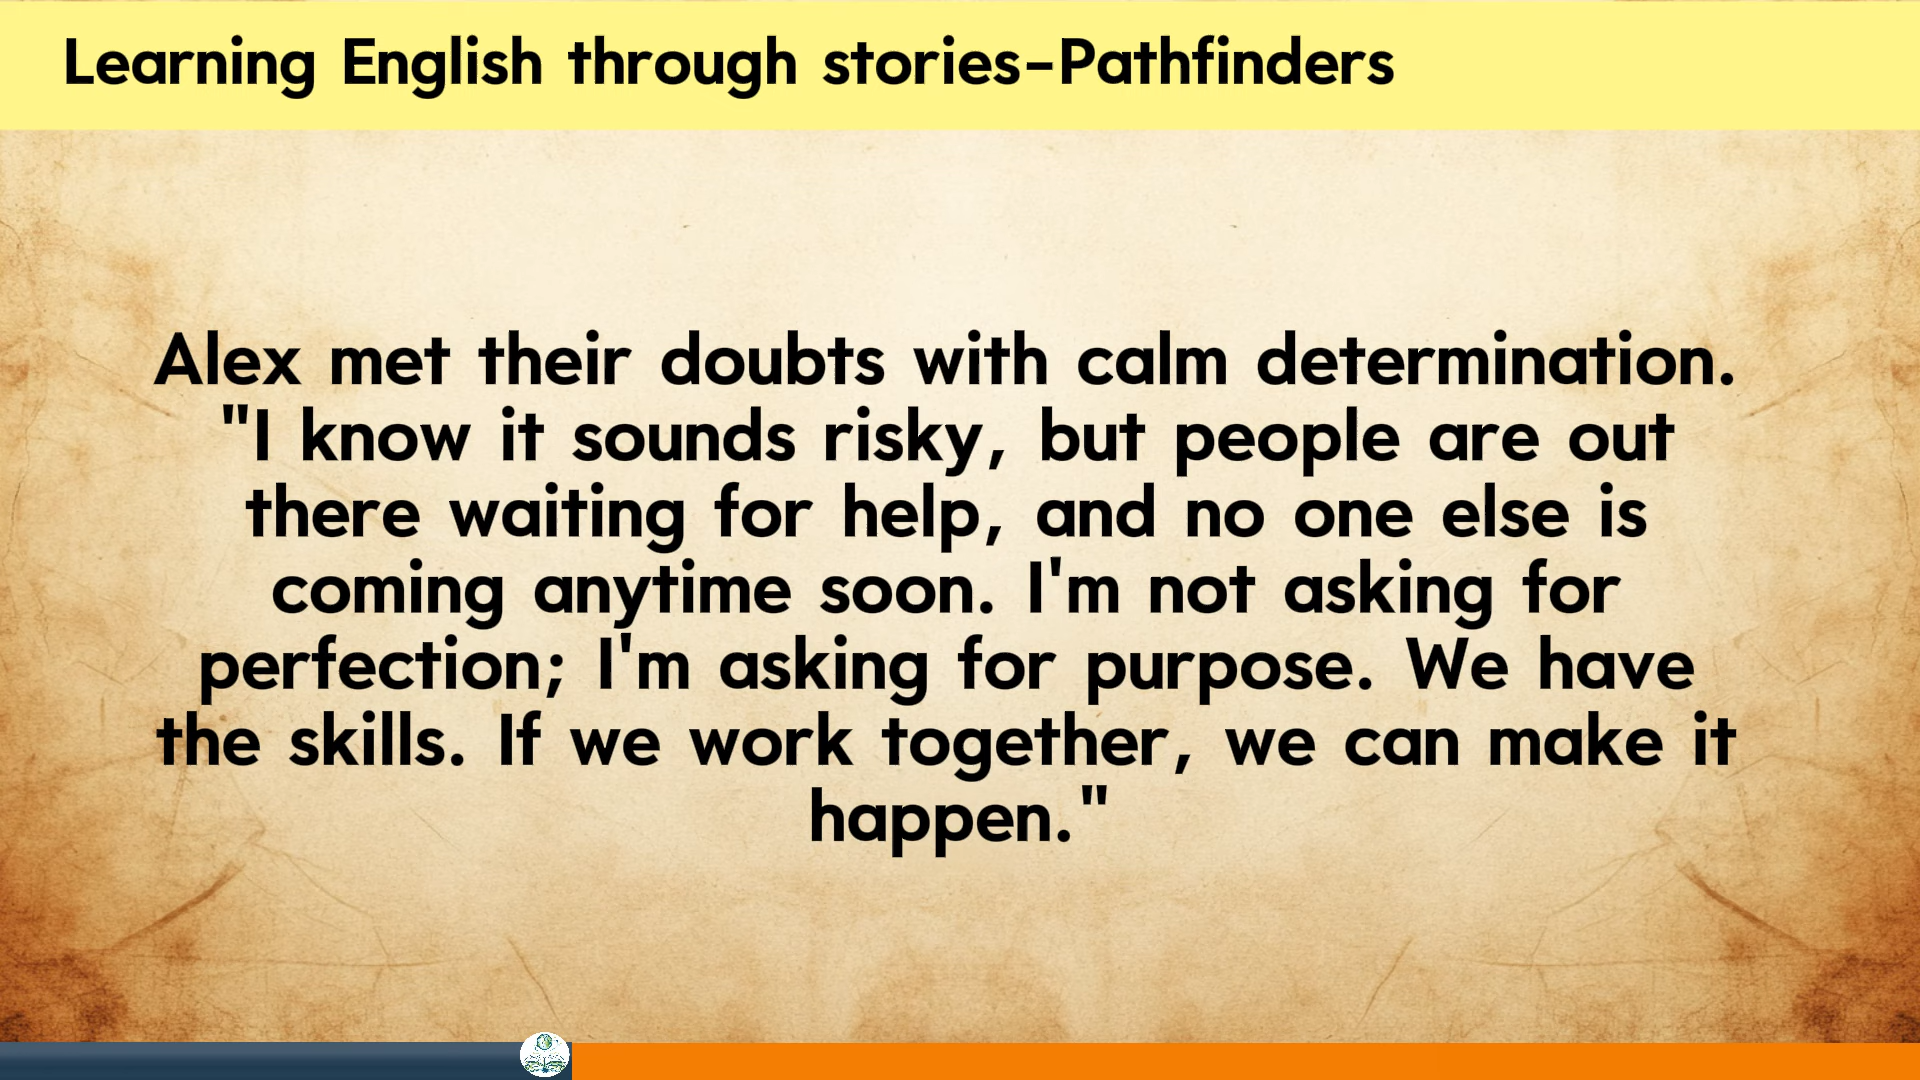 Learning English through stories-Pathfinders
Alex met their doubts with calm determination.
"I know it sounds risky, but people are out
there waiting for help, and no one else is
coming anytime soon. I'm not asking for
perfection; I'm asking for purpose. We have
the skills. If we work together, we can make it
happen."